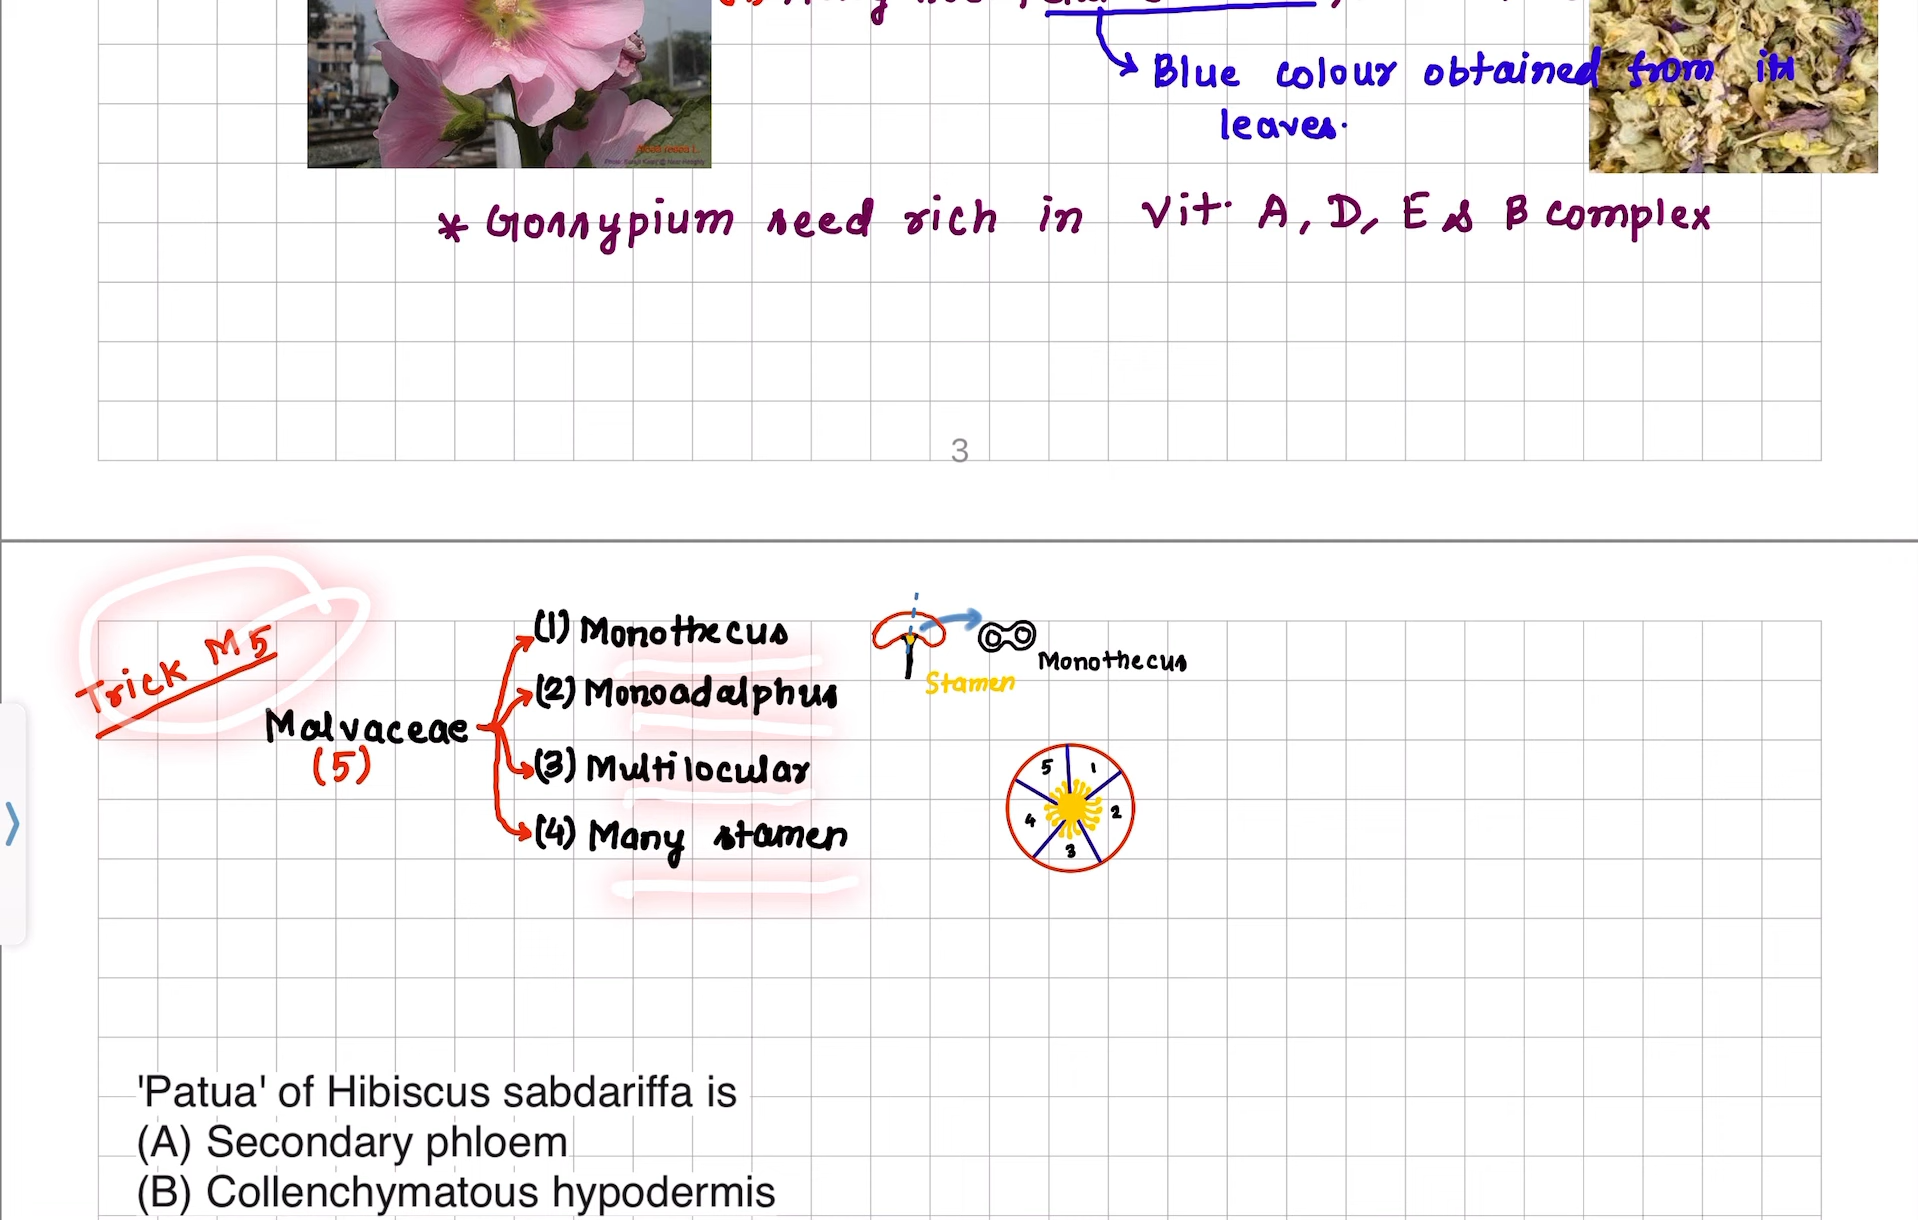 Blue colour obtained from its
leaves.
* Gossypium seed rich in Vit. A, D, E & B complex
3
Trick M5
Malvaceae
(5)
(1) Monothecus
(2) Monoadalphus
(3) Multilocular
(4) Many stamen
Stamen
Monothecus
5 1
4 2
3
'Patua' of Hibiscus sabdariffa is
(A) Secondary phloem
(B) Collenchymatous hypodermis